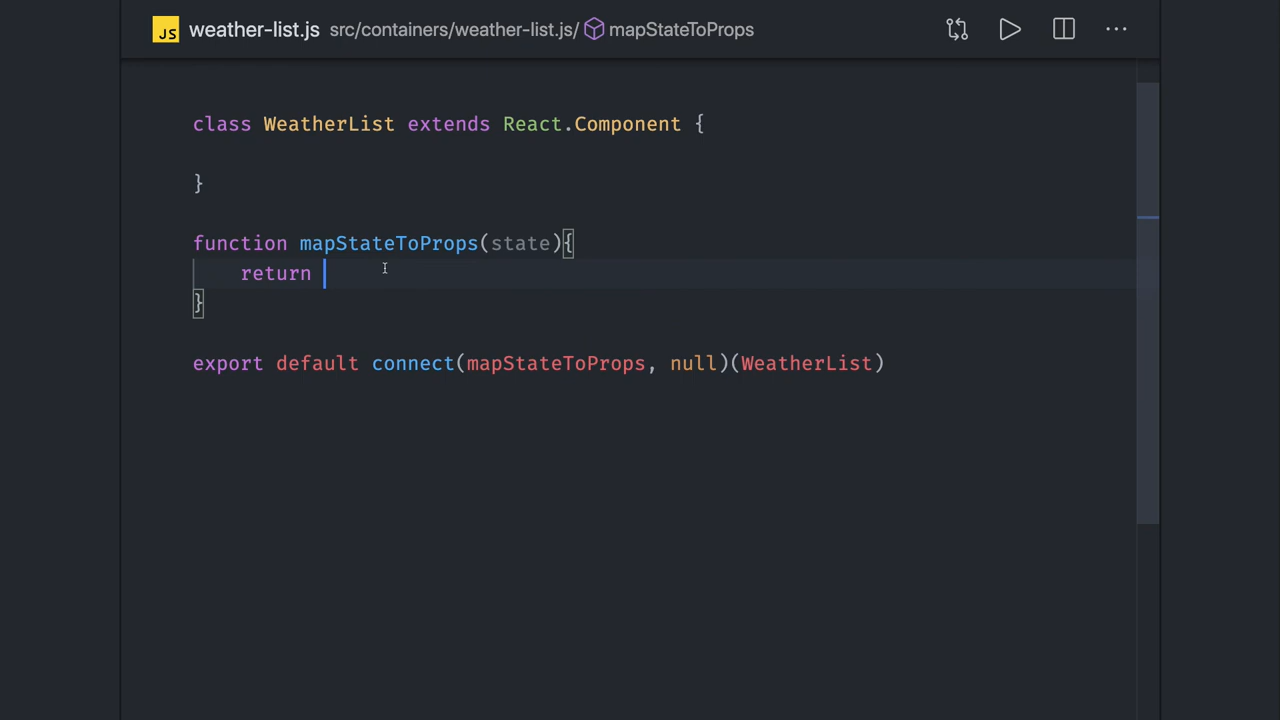 JS weather-list.js src/containers/weather-list.js/ mapStateToProps
class WeatherList extends React.Component {
}
function mapStateToProps(state){
return
}
export default connect(mapStateToProps, null)(WeatherList)